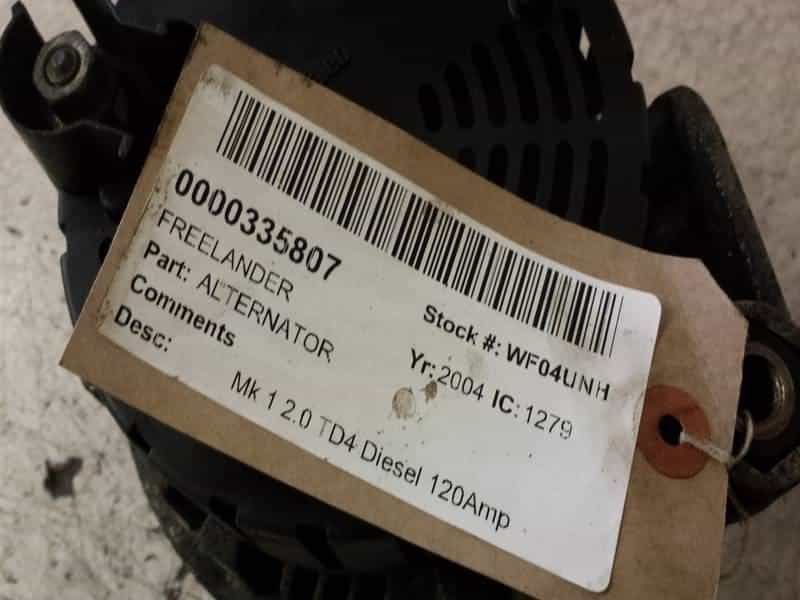 0000335807
FREELANDER
Stock #: WF04UNH
Part: ALTERNATOR
Yr:2004 IC:1279
Comments
Desc:
Mk 1 2.0 TD4 Diesel 120Amp